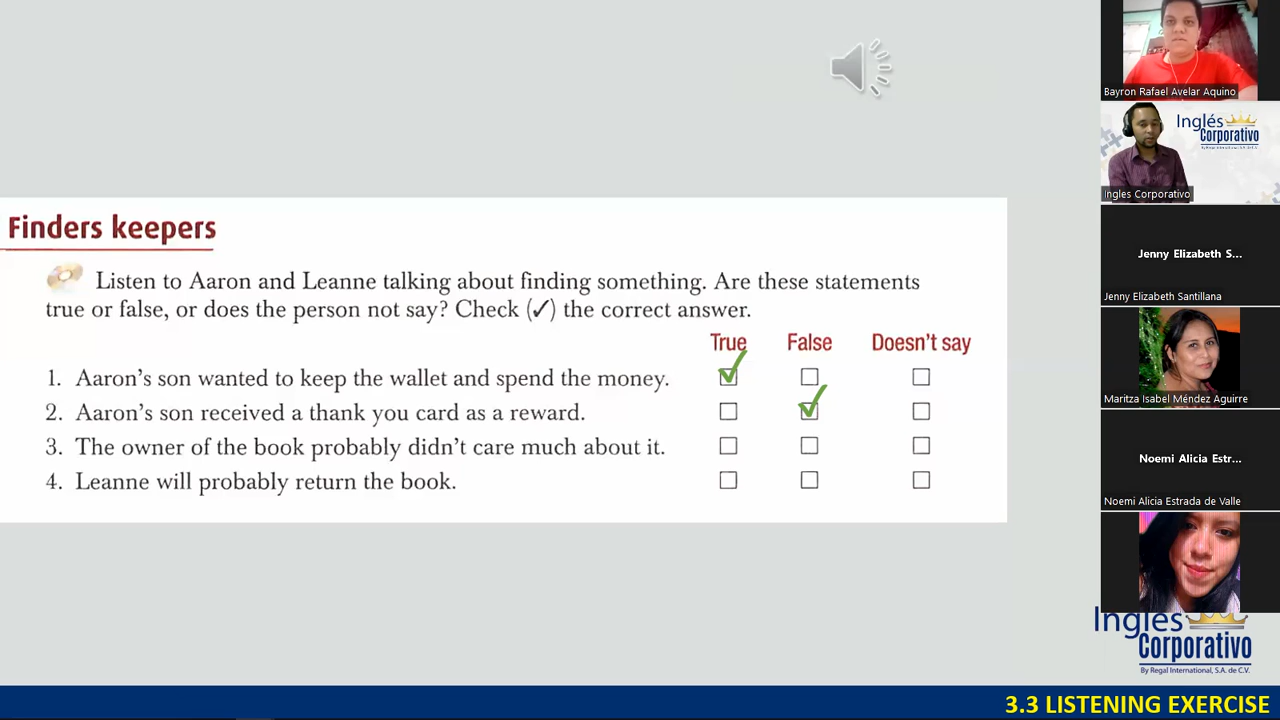 Finders keepers
Listen to Aaron and Leanne talking about finding something. Are these statements
true or false, or does the person not say? Check (✓) the correct answer.
True False Doesn't say
1. Aaron's son wanted to keep the wallet and spend the money.
2. Aaron's son received a thank you card as a reward.
3. The owner of the book probably didn't care much about it.
4. Leanne will probably return the book.
Bayron Rafael Avelar Aquino
Inglés
Corporativo
By Regal International, S.A. de C.V.
Ingles Corporativo
Jenny Elizabeth S...
Jenny Elizabeth Santillana
Maritza Isabel Méndez Aguirre
Noemi Alicia Estr...
Noemi Alicia Estrada de Valle
Inglés
Corporativo
By Regal International, S.A. de C.V.
3.3 LISTENING EXERCISE